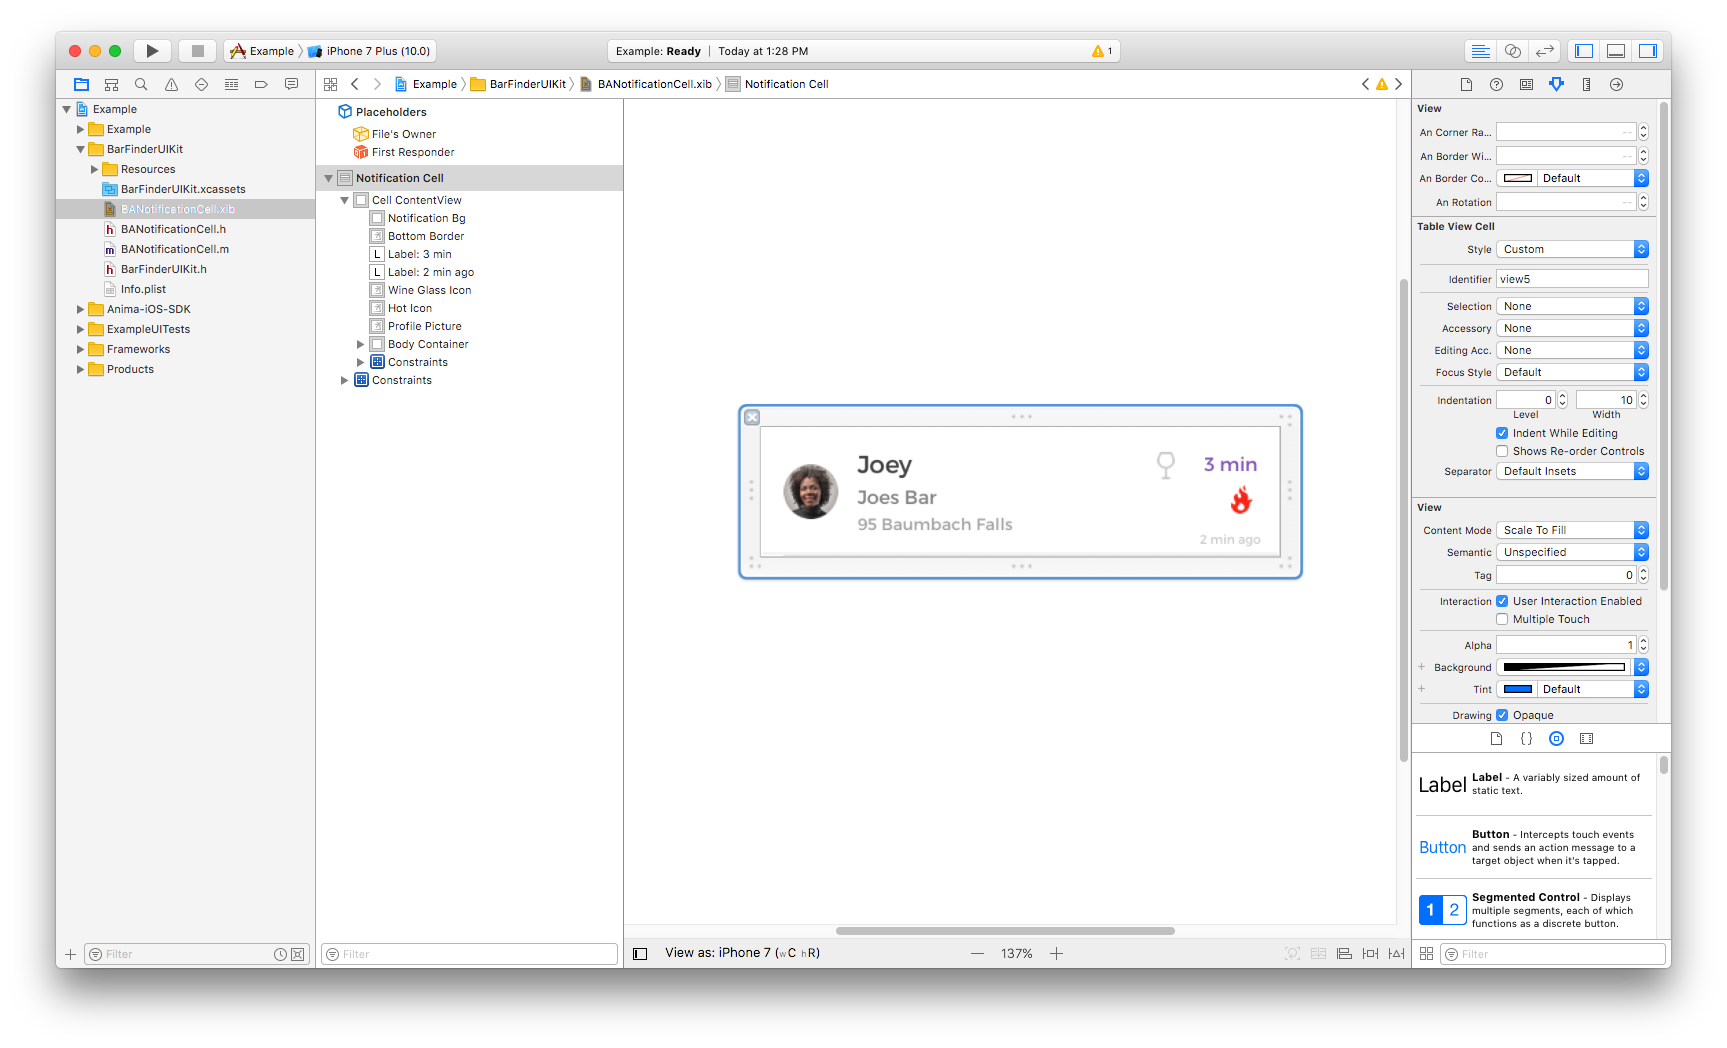 Example
iPhone 7 Plus (10.0)
Example: Ready | Today at 1:28 PM
1
Example
BarFinderUIKit
BANotificationCell.xib
Notification Cell
Example
Example
BarFinderUIKit
Resources
BarFinderUIKit.xcassets
BANotificationCell.xib
BANotificationCell.h
BANotificationCell.m
BarFinderUIKit.h
Info.plist
Anima-iOS-SDK
ExampleUITests
Frameworks
Products
Filter
Placeholders
File's Owner
First Responder
Notification Cell
Cell ContentView
Notification Bg
Bottom Border
L Label: 3 min
L Label: 2 min ago
Wine Glass Icon
Hot Icon
Profile Picture
Body Container
Constraints
Constraints
Filter
Joey
Joes Bar
95 Baumbach Falls
3 min
2 min ago
View as: iPhone 7 (wC hR)
137%
View
An Corner Ra...
An Border Wi...
An Border Co... Default
An Rotation
Table View Cell
Style Custom
Identifier view5
Selection None
Accessory None
Editing Acc. None
Focus Style Default
Indentation 0 10
Level Width
Indent While Editing
Shows Re-order Controls
Separator Default Insets
View
Content Mode Scale To Fill
Semantic Unspecified
Tag 0
Interaction User Interaction Enabled
Multiple Touch
Alpha 1
Background
Tint Default
Drawing Opaque
Label
Label - A variably sized amount of
static text.
Button
Button - Intercepts touch events
and sends an action message to a
target object when it's tapped.
1 2
Segmented Control - Displays
multiple segments, each of which
functions as a discrete button.
Filter